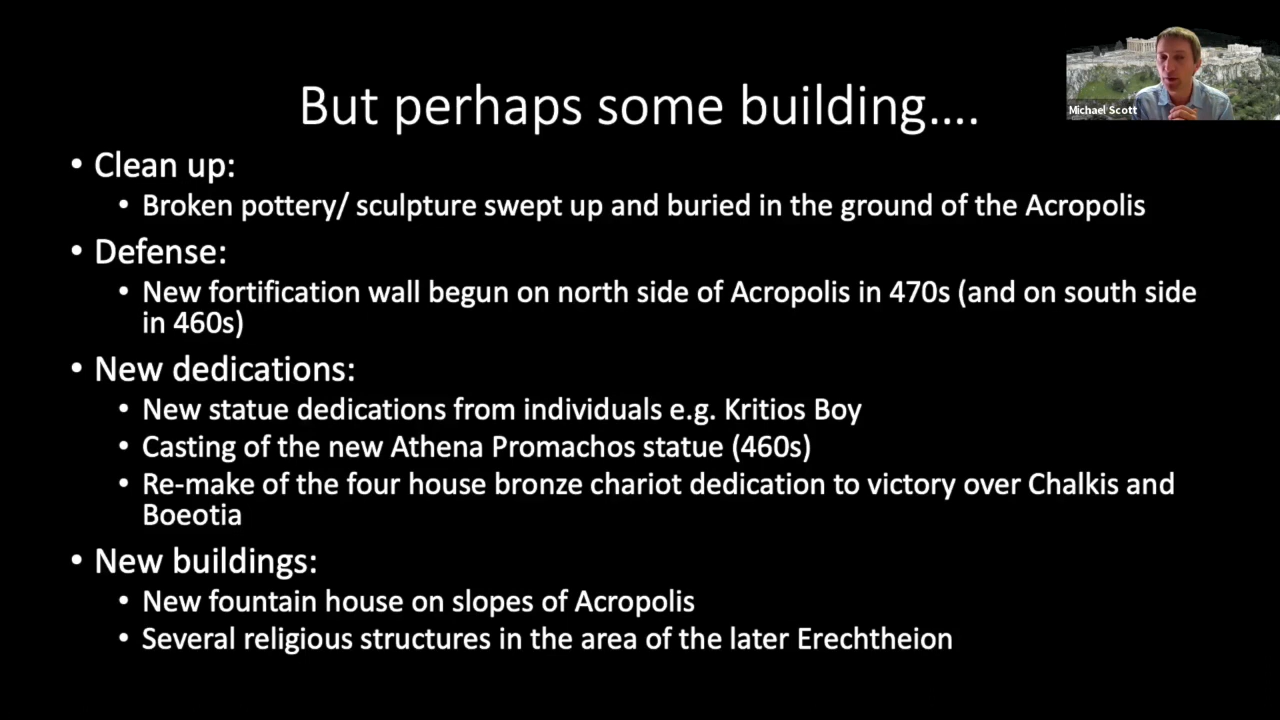 But perhaps some building....
Michael Scott
• Clean up:
• Broken pottery/ sculpture swept up and buried in the ground of the Acropolis
• Defense:
• New fortification wall begun on north side of Acropolis in 470s (and on south side
in 460s)
• New dedications:
• New statue dedications from individuals e.g. Kritios Boy
• Casting of the new Athena Promachos statue (460s)
• Re-make of the four house bronze chariot dedication to victory over Chalkis and
Boeotia
• New buildings:
• New fountain house on slopes of Acropolis
• Several religious structures in the area of the later Erechtheion